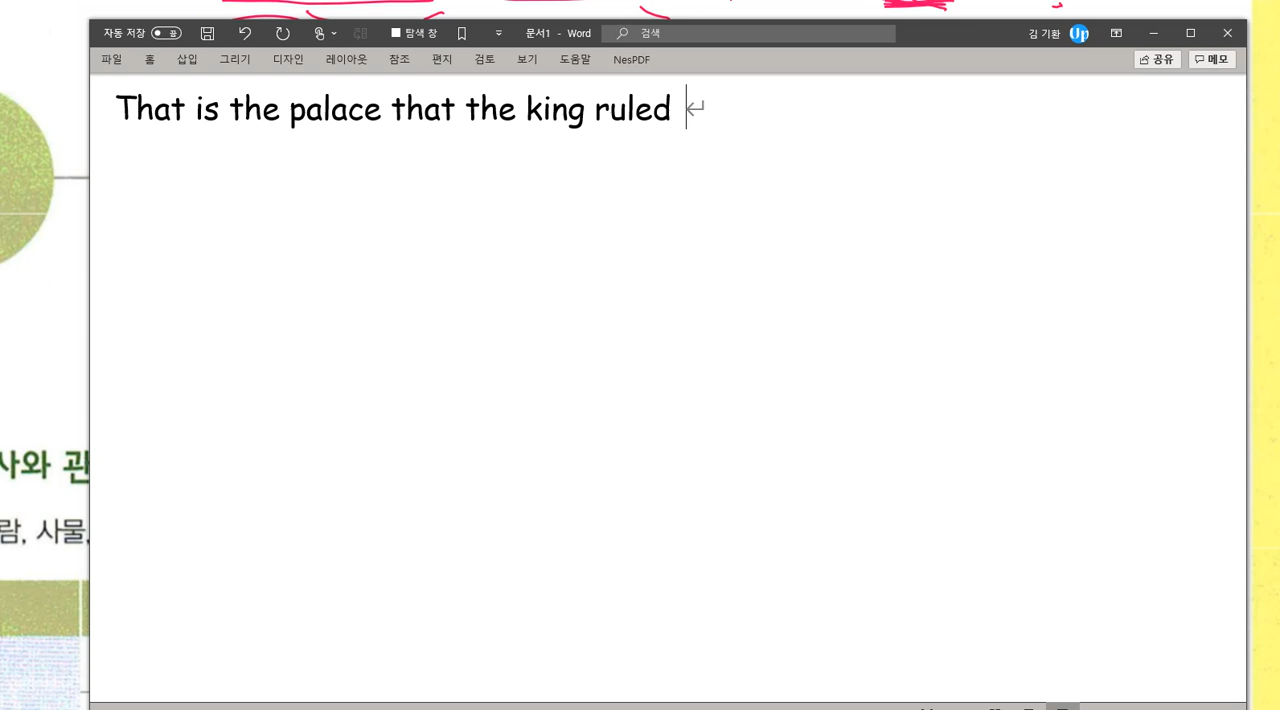 자동 저장 끔 탐색 창 문서1 - Word 검색 김 기환 Up
파일 홈 삽입 그리기 디자인 레이아웃 참조 편지 검토 보기 도움말 NesPDF 공유 메모
That is the palace that the king ruled
사와 관
람, 사물,